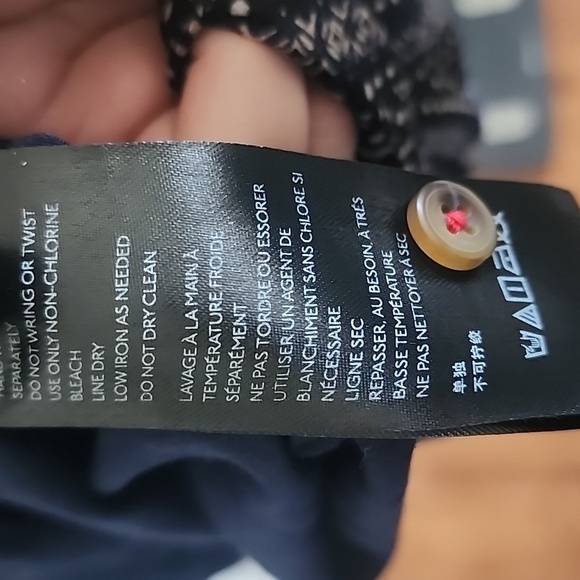 SEPARATELY
DO NOT WRING OR TWIST
USE ONLY NON-CHLORINE
BLEACH
LINE DRY
LOW IRON AS NEEDED
DO NOT DRY CLEAN
LAVAGE À LA MAIN À
TEMPÉRATURE FROIDE
SÉPARÉMENT
NE PAS TORDRE OU ESSORER
UTILISER UN AGENT DE
BLANCHIMENT SANS CHLORE SI
NÉCESSAIRE
LIGNE SEC
REPASSER, AU BESOIN, À TRÉS
BASSE TEMPÉRATURE
NE PAS NETTOYER À SEC
单独
不可拧绞